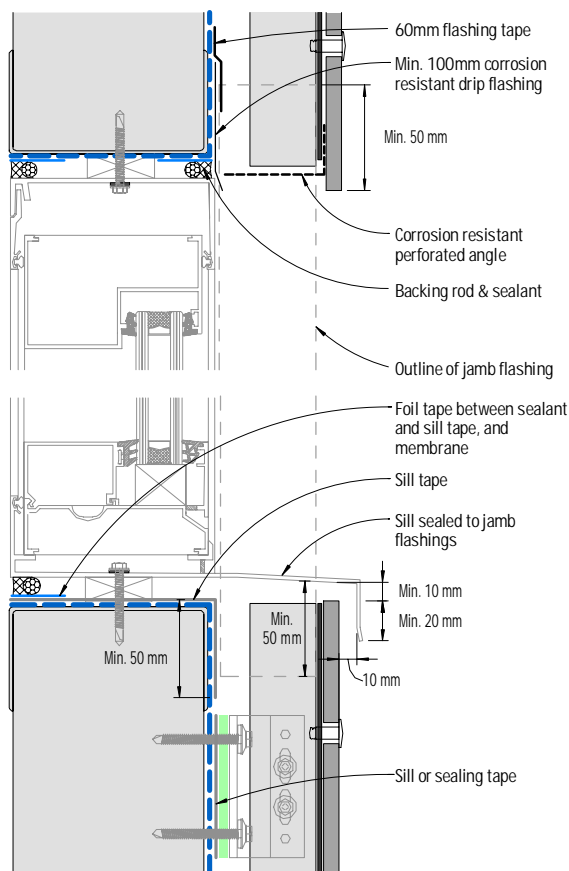 60mm flashing tape
Min. 100mm corrosion
resistant drip flashing
Min. 50 mm
Corrosion resistant
perforated angle
Backing rod & sealant
Outline of jamb flashing
Foil tape between sealant
and sill tape, and
membrane
Sill tape
Sill sealed to jamb
flashings
Min. 10 mm
Min. 20 mm
Min.
50 mm
Min. 50 mm
10 mm
Sill or sealing tape